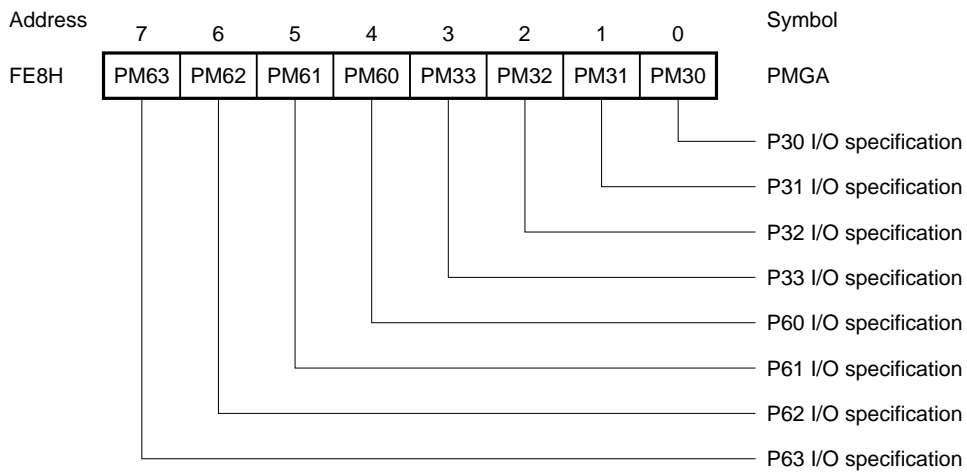 Address 7 6 5 4 3 2 1 0 Symbol
FE8H PM63 PM62 PM61 PM60 PM33 PM32 PM31 PM30 PMGA
P30 I/O specification
P31 I/O specification
P32 I/O specification
P33 I/O specification
P60 I/O specification
P61 I/O specification
P62 I/O specification
P63 I/O specification